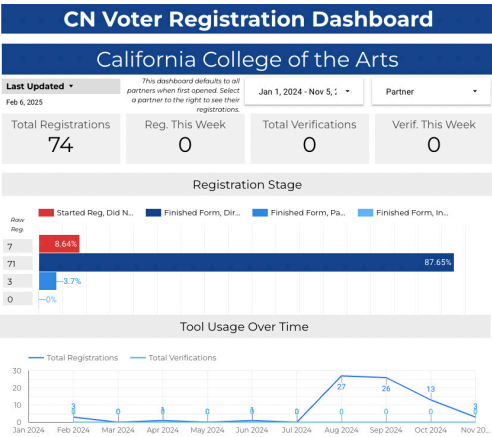 CN Voter Registration Dashboard
California College of the Arts
Last Updated
Feb 6, 2025
This dashboard defaults to all
partners when first opened. Select
a partner to the right to see their
registrations.
Jan 1, 2024 - Nov 5, 2
Partner
Total Registrations
74
Reg. This Week
0
Total Verifications
0
Verif. This Week
0
Registration Stage
Raw
Reg.
Started Reg, Did N...
Finished Form, Dir...
Finished Form, Pa...
Finished Form, In...
7
8.64%
71
87.65%
3
3.7%
0
0%
Tool Usage Over Time
Total Registrations
Total Verifications
30
20
10
0
3
0
0
0
0
27
0
26
0
13
0
3
Jan 2024 Feb 2024 Mar 2024 Apr 2024 May 2024 Jun 2024 Jul 2024 Aug 2024 Sep 2024 Oct 2024 Nov 20...